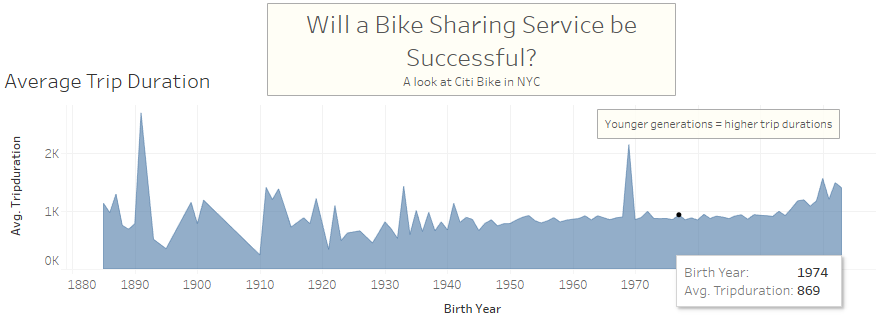 Will a Bike Sharing Service be
Successful?
A look at Citi Bike in NYC
Average Trip Duration
Younger generations = higher trip durations
Avg. Tripduration
2K
1K
0K
1880 1890 1900 1910 1920 1930 1940 1950 1960 1970
Birth Year
Birth Year: 1974
Avg. Tripduration: 869